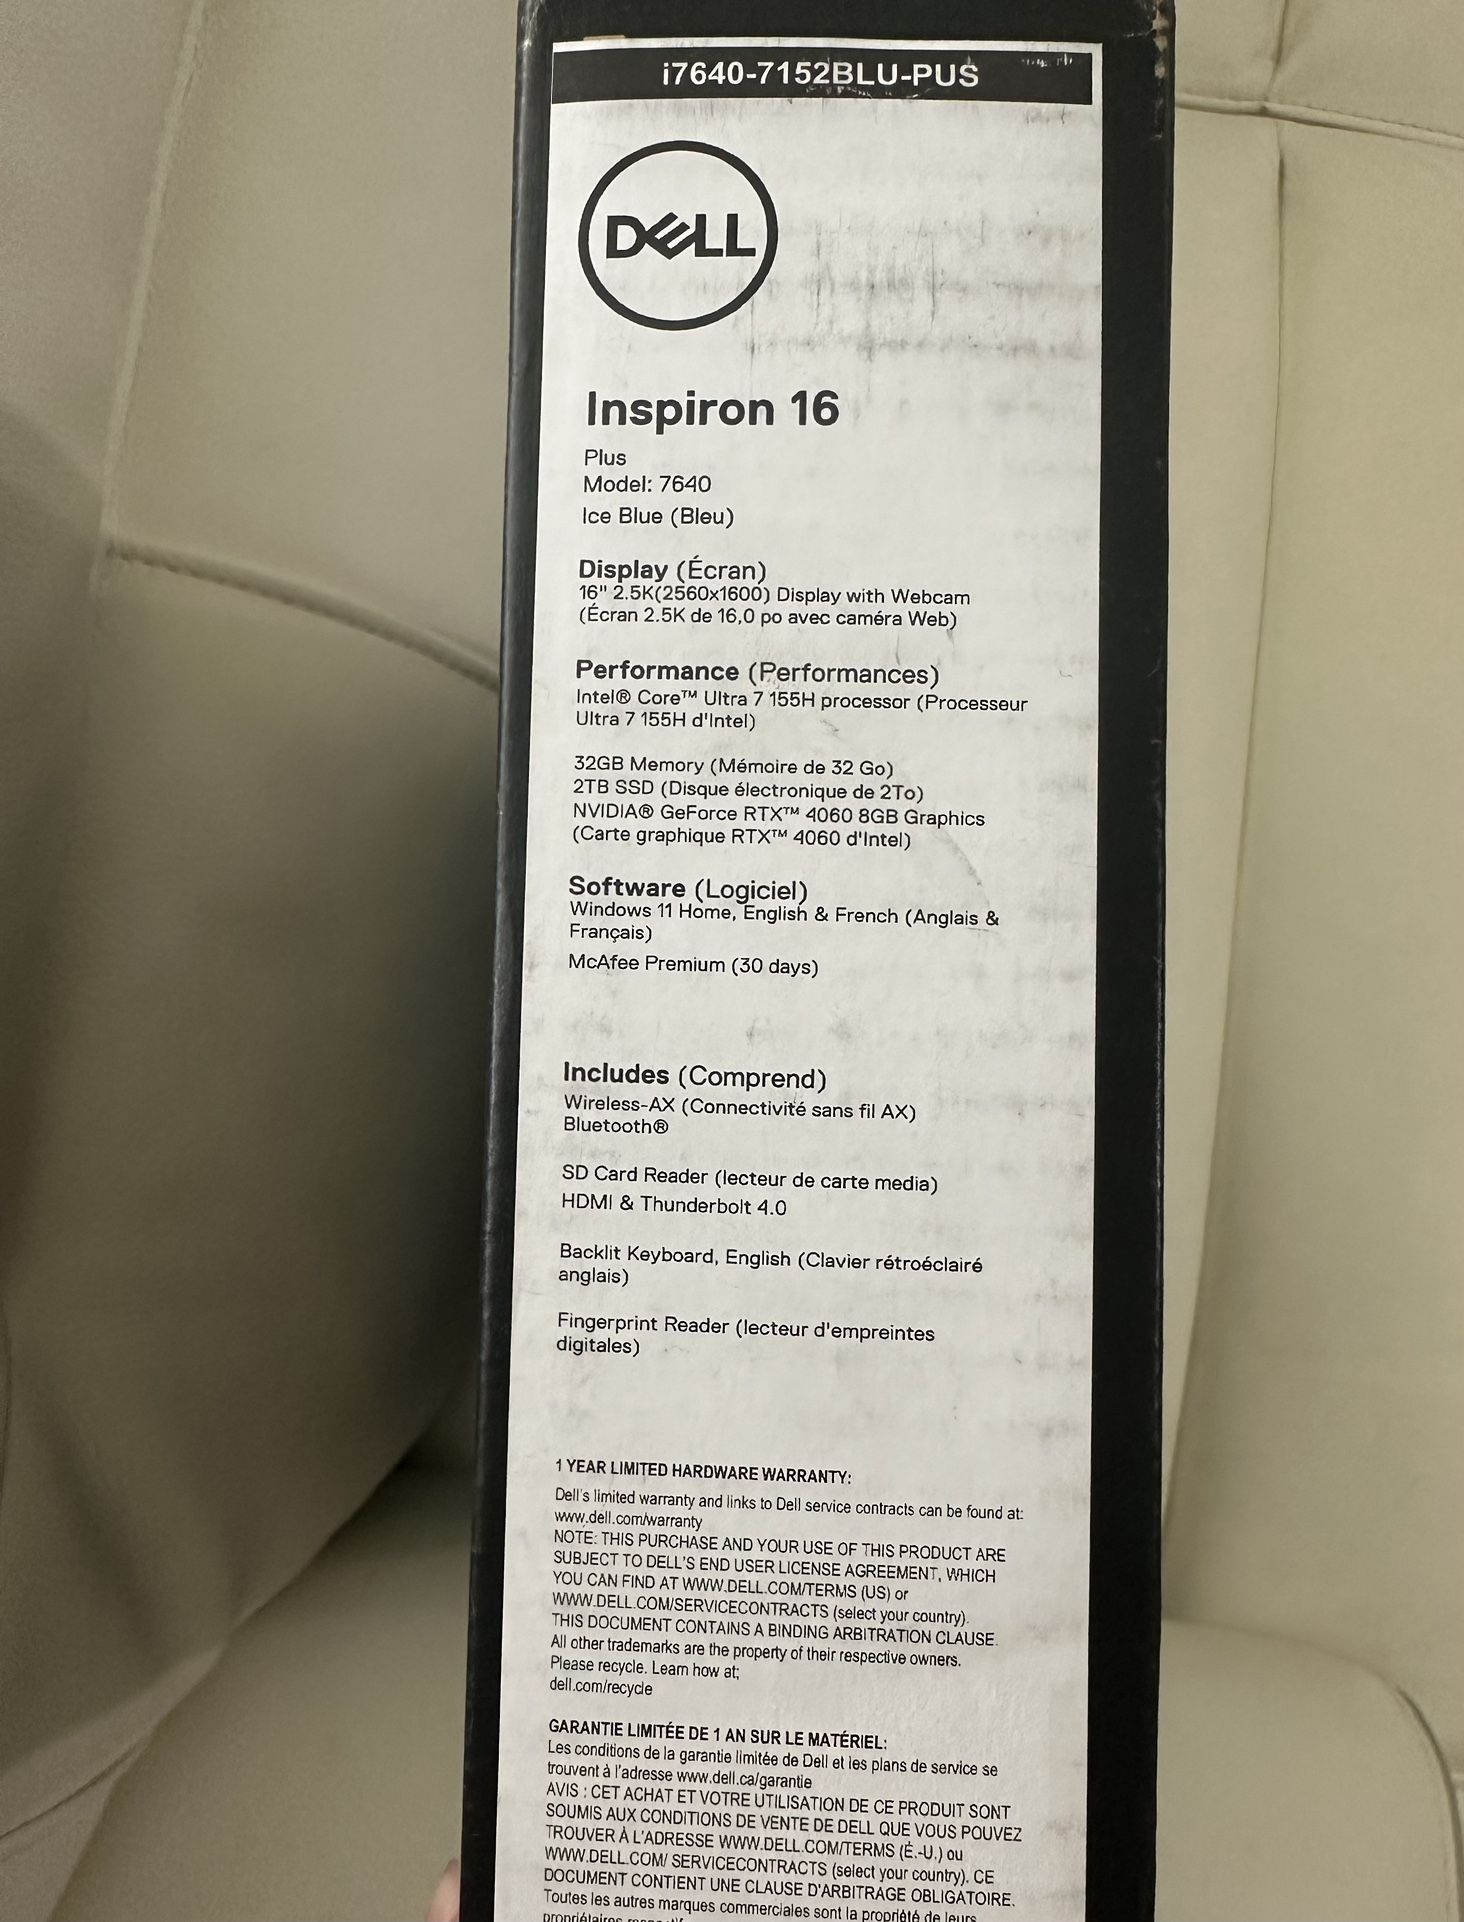 i7640-7152BLU-PUS
DELL
Inspiron 16
Plus
Model: 7640
Ice Blue (Bleu)
Display (Écran)
16" 2.5K(2560x1600) Display with Webcam
(Écran 2.5K de 16,0 po avec caméra Web)
Performance (Performances)
Intel® Core™ Ultra 7 155H processor (Processeur
Ultra 7 155H d'Intel)
32GB Memory (Mémoire de 32 Go)
2TB SSD (Disque électronique de 2To)
NVIDIA® GeForce RTX™ 4060 8GB Graphics
(Carte graphique RTX™ 4060 d'Intel)
Software (Logiciel)
Windows 11 Home, English & French (Anglais &
Français)
McAfee Premium (30 days)
Includes (Comprend)
Wireless-AX (Connectivité sans fil AX)
Bluetooth®
SD Card Reader (lecteur de carte media)
HDMI & Thunderbolt 4.0
Backlit Keyboard, English (Clavier rétroéclairé
anglais)
Fingerprint Reader (lecteur d'empreintes
digitales)
1 YEAR LIMITED HARDWARE WARRANTY:
Dell's limited warranty and links to Dell service contracts can be found at:
www.dell.com/warranty
NOTE: THIS PURCHASE AND YOUR USE OF THIS PRODUCT ARE
SUBJECT TO DELL'S END USER LICENSE AGREEMENT, WHICH
YOU CAN FIND AT WWW.DELL.COM/TERMS (US) or
WWW.DELL.COM/SERVICECONTRACTS (select your country).
THIS DOCUMENT CONTAINS A BINDING ARBITRATION CLAUSE.
All other trademarks are the property of their respective owners.
Please recycle. Learn how at;
dell.com/recycle
GARANTIE LIMITÉE DE 1 AN SUR LE MATÉRIEL:
Les conditions de la garantie limitée de Dell et les plans de service se
trouvent à l'adresse www.dell.ca/garantie
AVIS : CET ACHAT ET VOTRE UTILISATION DE CE PRODUIT SONT
SOUMIS AUX CONDITIONS DE VENTE DE DELL QUE VOUS POUVEZ
TROUVER À L'ADRESSE WWW.DELL.COM/TERMS (É.-U.) ou
WWW.DELL.COM/ SERVICECONTRACTS (select your country). CE
DOCUMENT CONTIENT UNE CLAUSE D'ARBITRAGE OBLIGATOIRE.
Toutes les autres marques commerciales sont la propriété de leurs
propriétaires